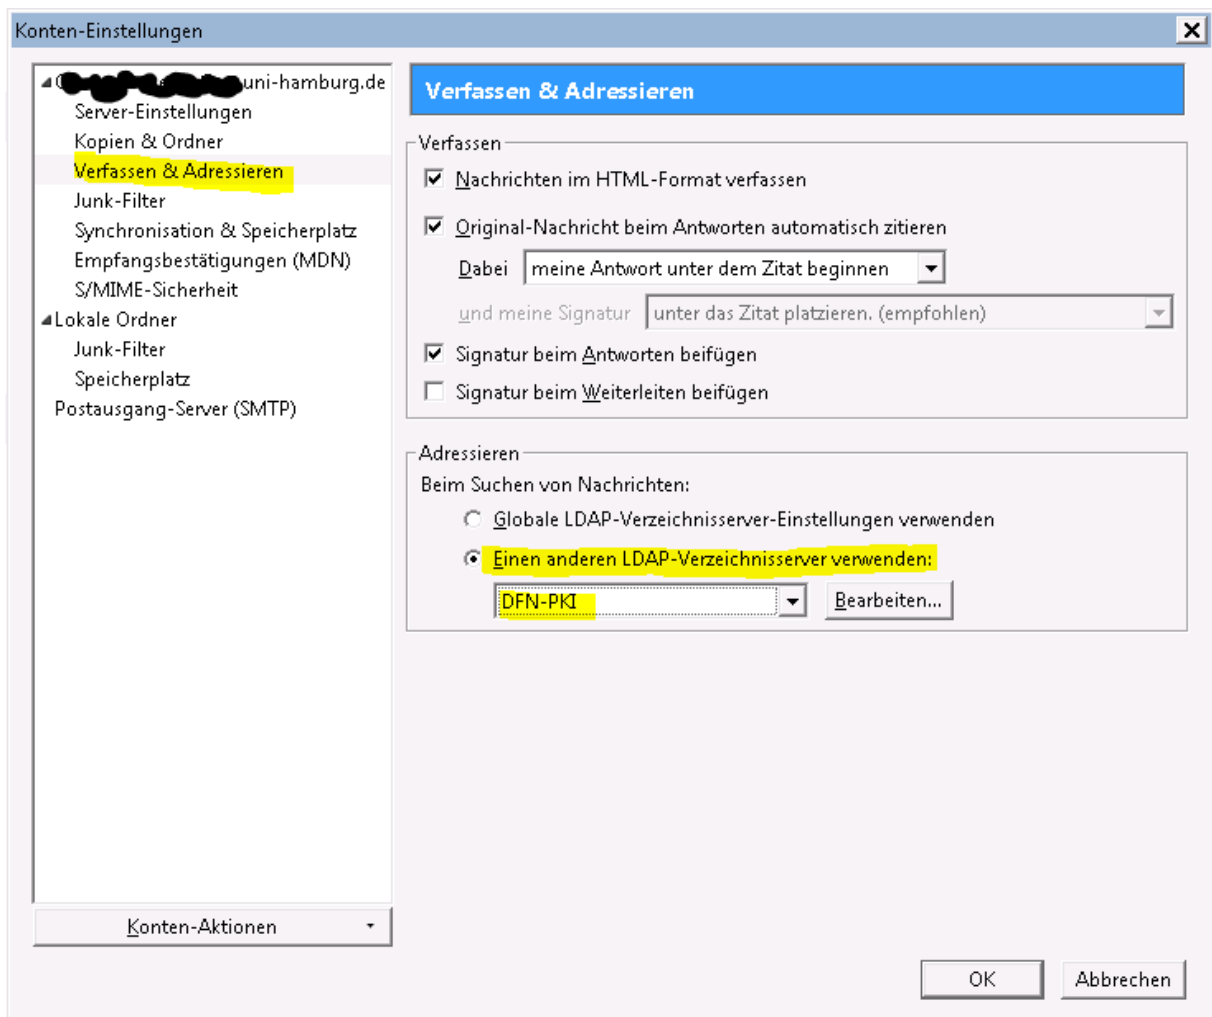 Konten-Einstellungen
uni-hamburg.de
Server-Einstellungen
Kopien & Ordner
Verfassen & Adressieren
Junk-Filter
Synchronisation & Speicherplatz
Empfangsbestätigungen (MDN)
S/MIME-Sicherheit
Lokale Ordner
Junk-Filter
Speicherplatz
Postausgang-Server (SMTP)
Konten-Aktionen
Verfassen & Adressieren
Verfassen
Nachrichten im HTML-Format verfassen
Original-Nachricht beim Antworten automatisch zitieren
Dabei meine Antwort unter dem Zitat beginnen
und meine Signatur unter das Zitat platzieren. (empfohlen)
Signatur beim Antworten beifügen
Signatur beim Weiterleiten beifügen
Adressieren
Beim Suchen von Nachrichten:
Globale LDAP-Verzeichnisserver-Einstellungen verwenden
Einen anderen LDAP-Verzeichnisserver verwenden:
DFN-PKI Bearbeiten...
OK Abbrechen